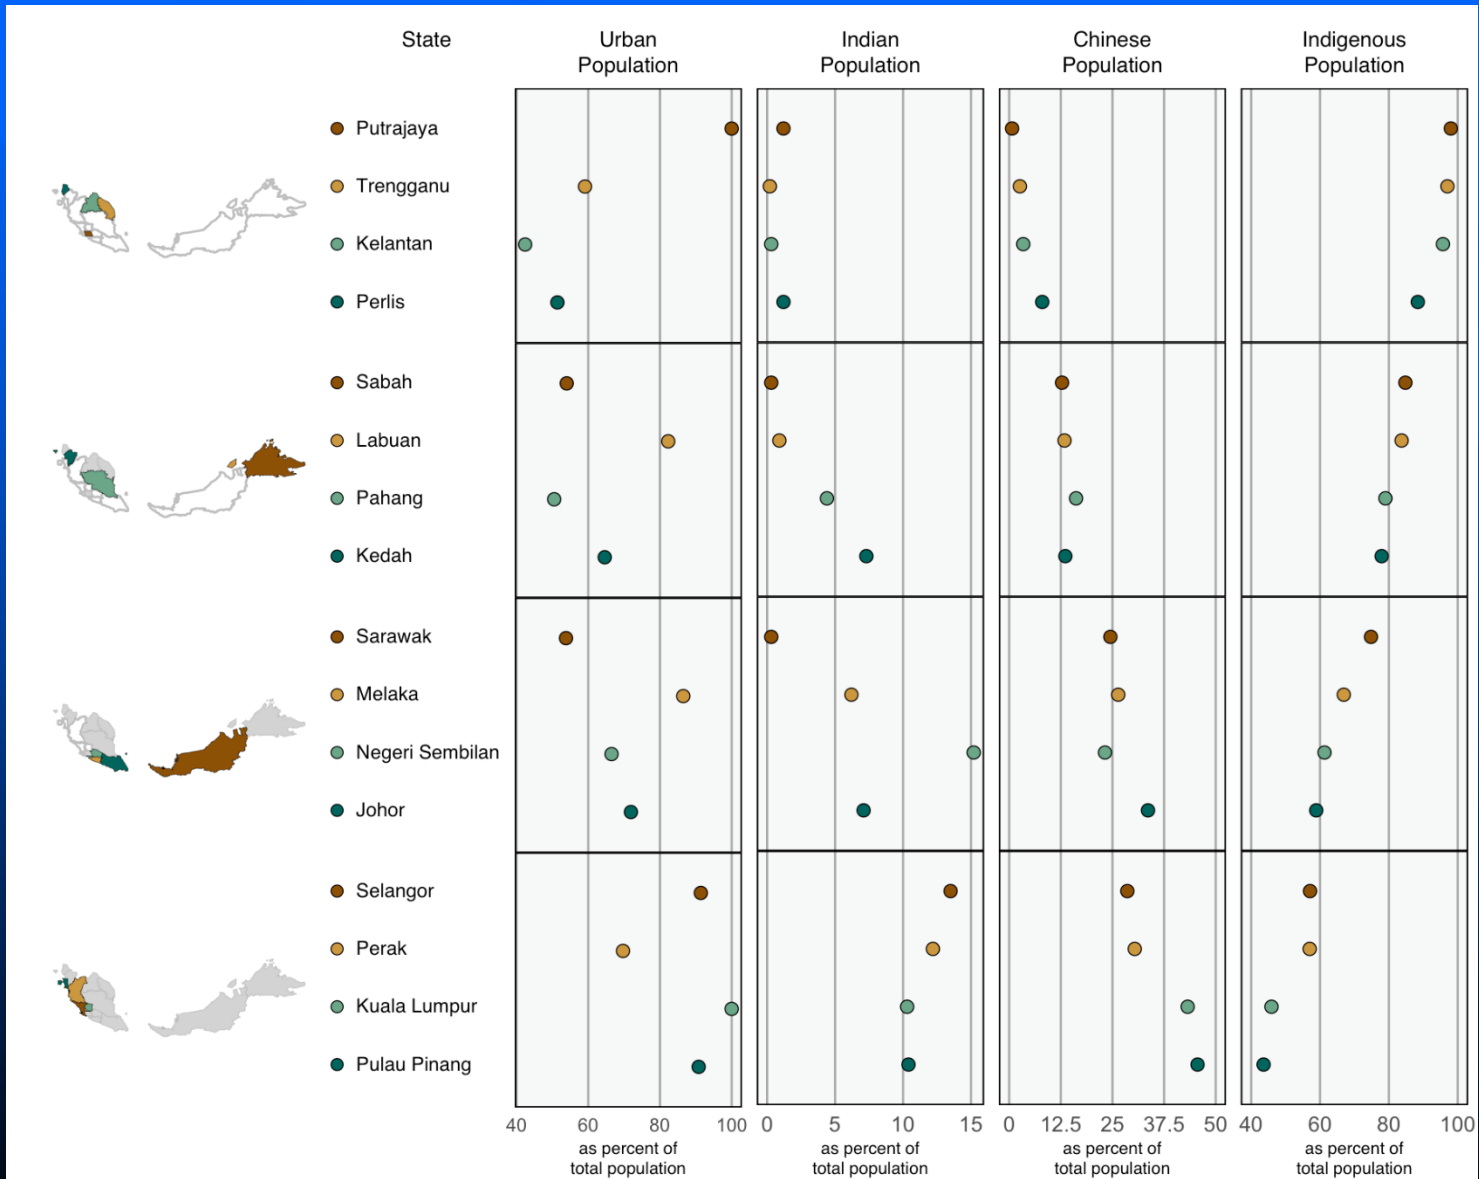 State
Urban
Population
Indian
Population
Chinese
Population
Indigenous
Population
Putrajaya
Trengganu
Kelantan
Perlis
Sabah
Labuan
Pahang
Kedah
Sarawak
Melaka
Negeri Sembilan
Johor
Selangor
Perak
Kuala Lumpur
Pulau Pinang
40 60 80 100
as percent of
total population
0 5 10 15
as percent of
total population
0 12.5 25 37.5 50
as percent of
total population
40 60 80 100
as percent of
total population